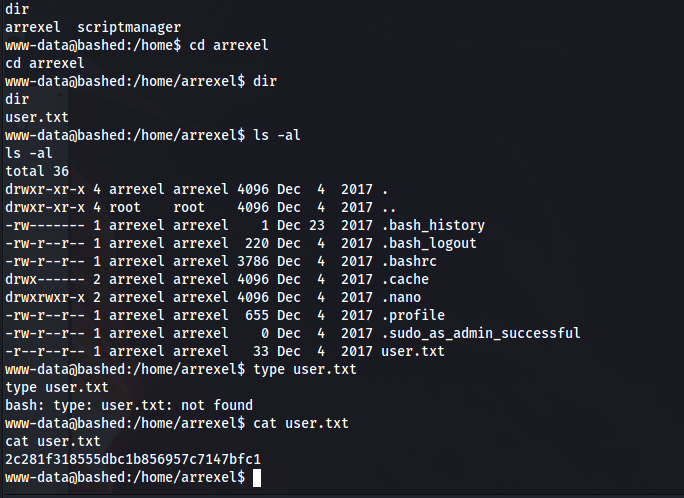 dir
arrexel  scriptmanager
www-data@bashed:/home$ cd arrexel
cd arrexel
www-data@bashed:/home/arrexel$ dir
dir
user.txt
www-data@bashed:/home/arrexel$ ls -al
ls -al
total 36
drwxr-xr-x 4 arrexel arrexel 4096 Dec  4  2017 .
drwxr-xr-x 4 root    root    4096 Dec  4  2017 ..
-rw------- 1 arrexel arrexel    1 Dec 23  2017 .bash_history
-rw-r--r-- 1 arrexel arrexel  220 Dec  4  2017 .bash_logout
-rw-r--r-- 1 arrexel arrexel 3786 Dec  4  2017 .bashrc
drwx------ 2 arrexel arrexel 4096 Dec  4  2017 .cache
drwxrwxr-x 2 arrexel arrexel 4096 Dec  4  2017 .nano
-rw-r--r-- 1 arrexel arrexel  655 Dec  4  2017 .profile
-rw-r--r-- 1 arrexel arrexel    0 Dec  4  2017 .sudo_as_admin_successful
-r--r--r-- 1 arrexel arrexel   33 Dec  4  2017 user.txt
www-data@bashed:/home/arrexel$ type user.txt
type user.txt
bash: type: user.txt: not found
www-data@bashed:/home/arrexel$ cat user.txt
cat user.txt
2c281f318555dbc1b856957c7147bfc1
www-data@bashed:/home/arrexel$